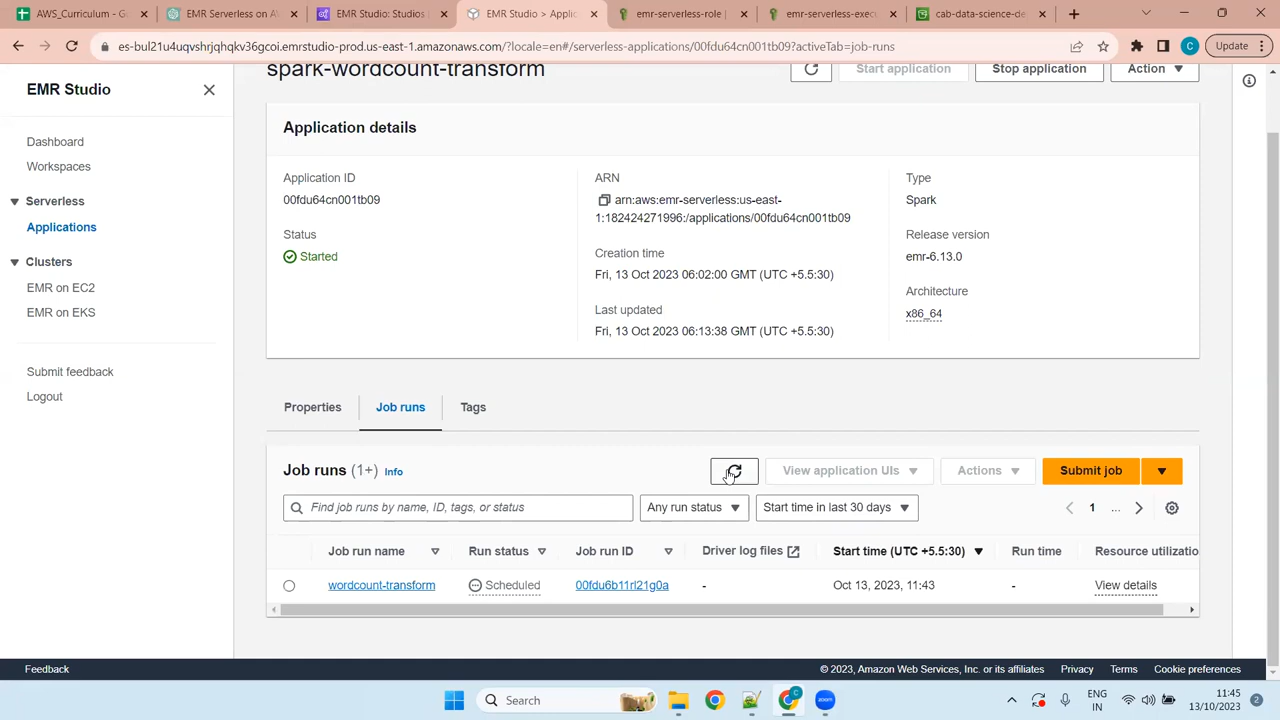 AWS_Curriculum - G
EMR Serverless on A
EMR Studio: Studios
EMR Studio > Applic
emr-serverless-role
emr-serverless-exec
cab-data-science-de
es-bul21u4uqvshrjqhqkv36gcoi.emrstudio-prod.us-east-1.amazonaws.com/?locale=en#/serverless-applications/00fdu64cn001tb09?activeTab=job-runs
C
Update
EMR Studio
Dashboard
Workspaces
Serverless
Applications
Clusters
EMR on EC2
EMR on EKS
Submit feedback
Logout
spark-wordcount-transform
Start application
Stop application
Action
Application details
Application ID
00fdu64cn001tb09
Status
Started
ARN
arn:aws:emr-serverless:us-east-
1:182424271996:/applications/00fdu64cn001tb09
Creation time
Fri, 13 Oct 2023 06:02:00 GMT (UTC +5.5:30)
Last updated
Fri, 13 Oct 2023 06:13:38 GMT (UTC +5.5:30)
Type
Spark
Release version
emr-6.13.0
Architecture
x86_64
Properties
Job runs
Tags
Job runs (1+) Info
View application UIs
Actions
Submit job
Find job runs by name, ID, tags, or status
Any run status
Start time in last 30 days
1 ...
Job run name
Run status
Job run ID
Driver log files
Start time (UTC +5.5:30)
Run time
Resource utilizatio
wordcount-transform
Scheduled
00fdu6b11rl21g0a
-
Oct 13, 2023, 11:43
-
View details
Feedback
© 2023, Amazon Web Services, Inc. or its affiliates
Privacy
Terms
Cookie preferences
Search
C
ENG
IN
11:45
13/10/2023
2